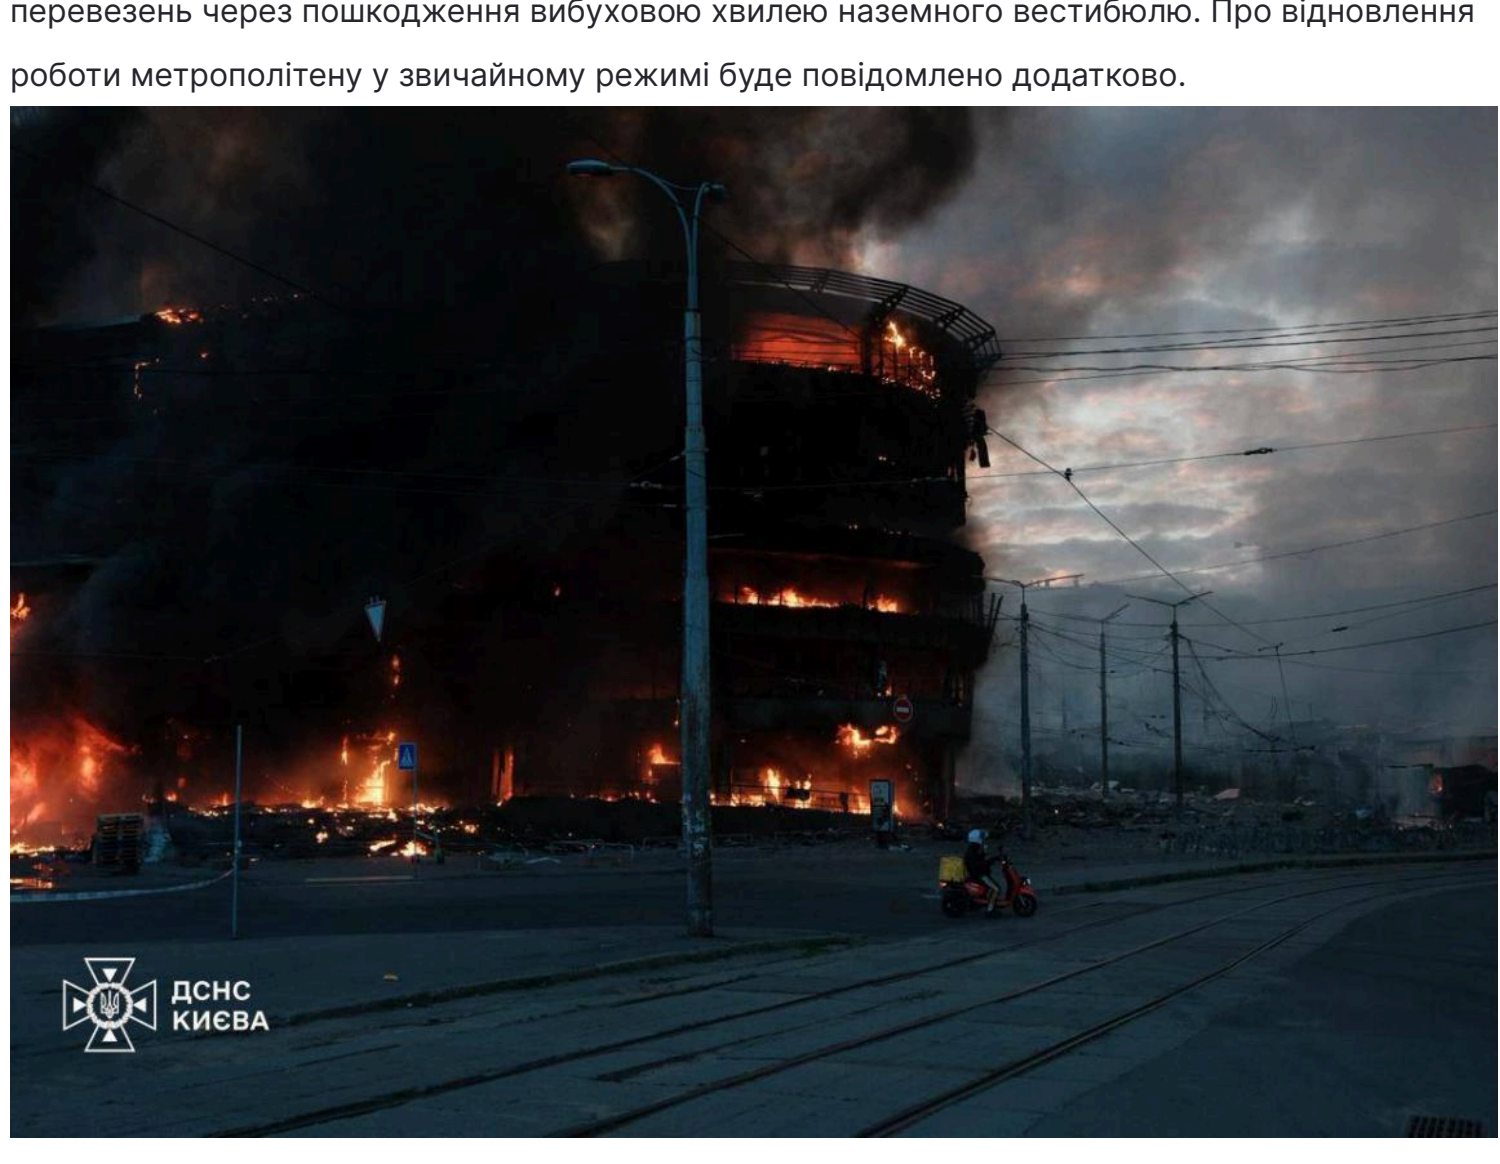 перевезень через пошкодження вибуховою хвилею наземного вестибюлю. Про відновлення
роботи метрополітену у звичайному режимі буде повідомлено додатково.
ДСНС
КИЄВА